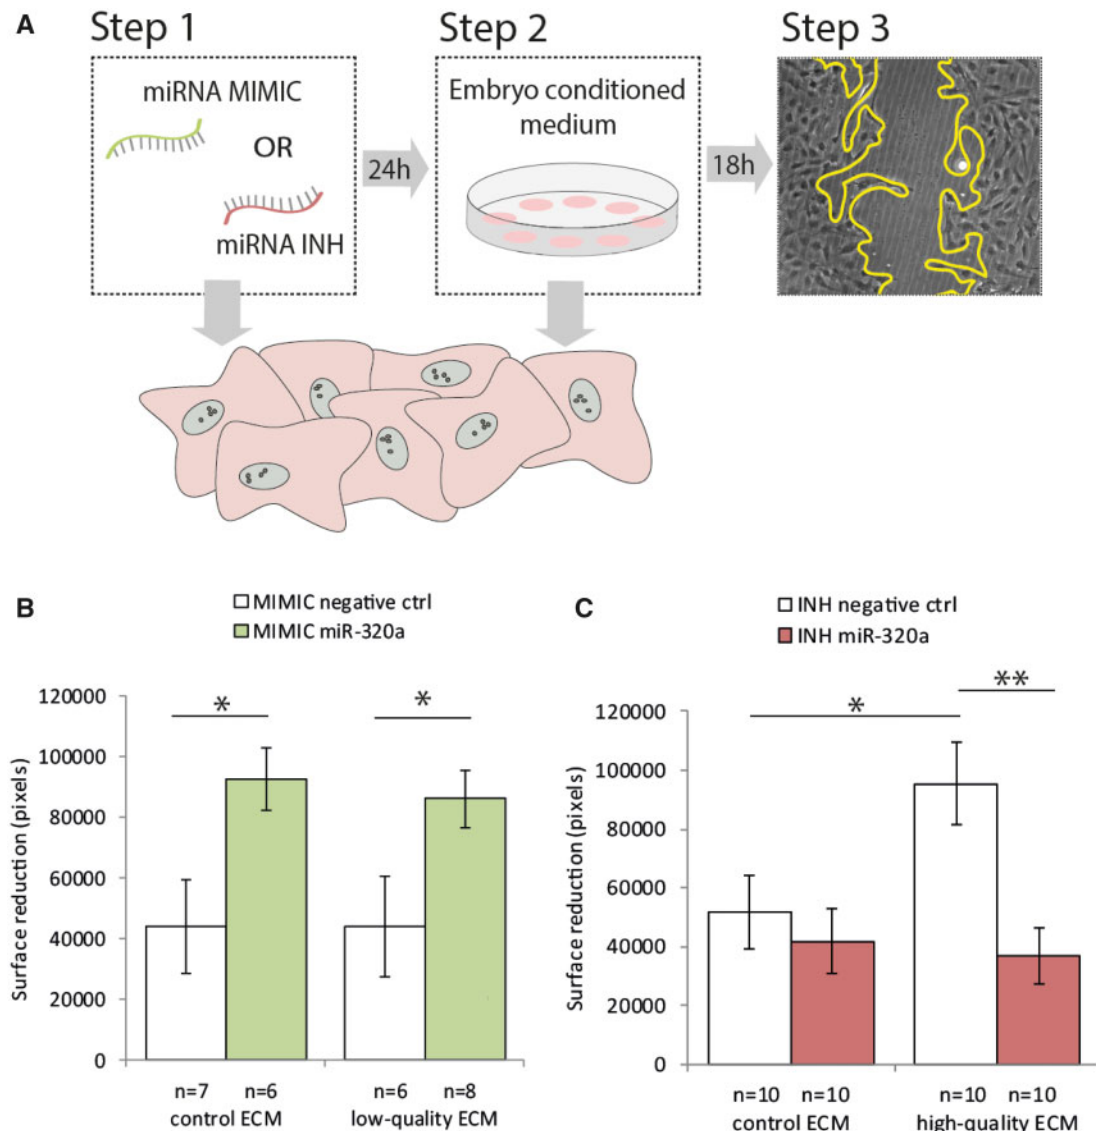 A
Step 1
Step 2
Step 3
miRNA MIMIC
OR
miRNA INH
24h
Embryo conditioned
medium
18h
B
MIMIC negative ctrl
MIMIC miR-320a
Surface reduction (pixels)
120000
100000
80000
60000
40000
20000
0
*
*
n=7 n=6 n=6 n=8
control ECM low-quality ECM
C
INH negative ctrl
INH miR-320a
Surface reduction (pixels)
120000
100000
80000
60000
40000
20000
0
*
**
n=10 n=10 n=10 n=10
control ECM high-quality ECM